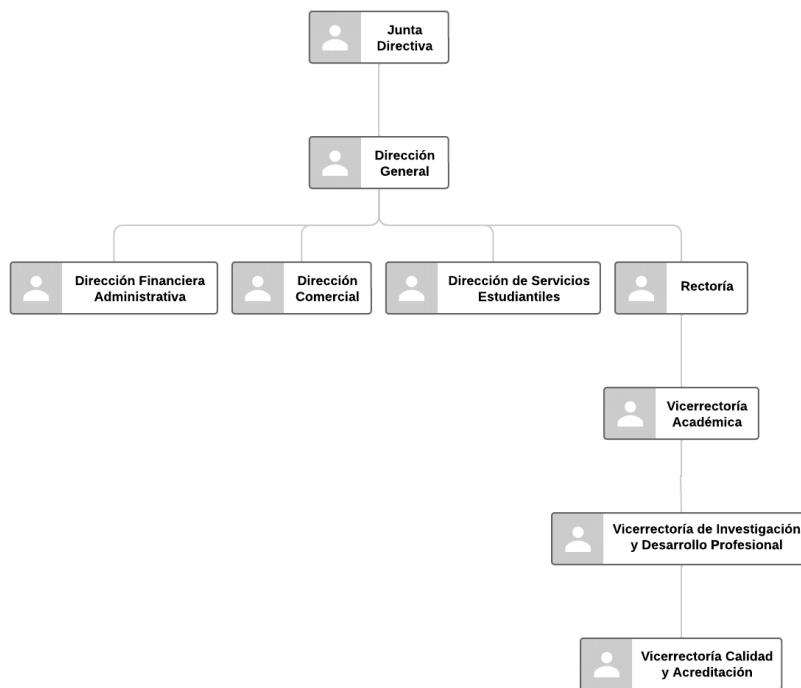 Junta
Directiva
Dirección
General
Dirección Financiera
Administrativa
Dirección
Comercial
Dirección de Servicios
Estudiantiles
Rectoría
Vicerrectoría
Académica
Vicerrectoría de Investigación
y Desarrollo Profesional
Vicerrectoría Calidad
y Acreditación